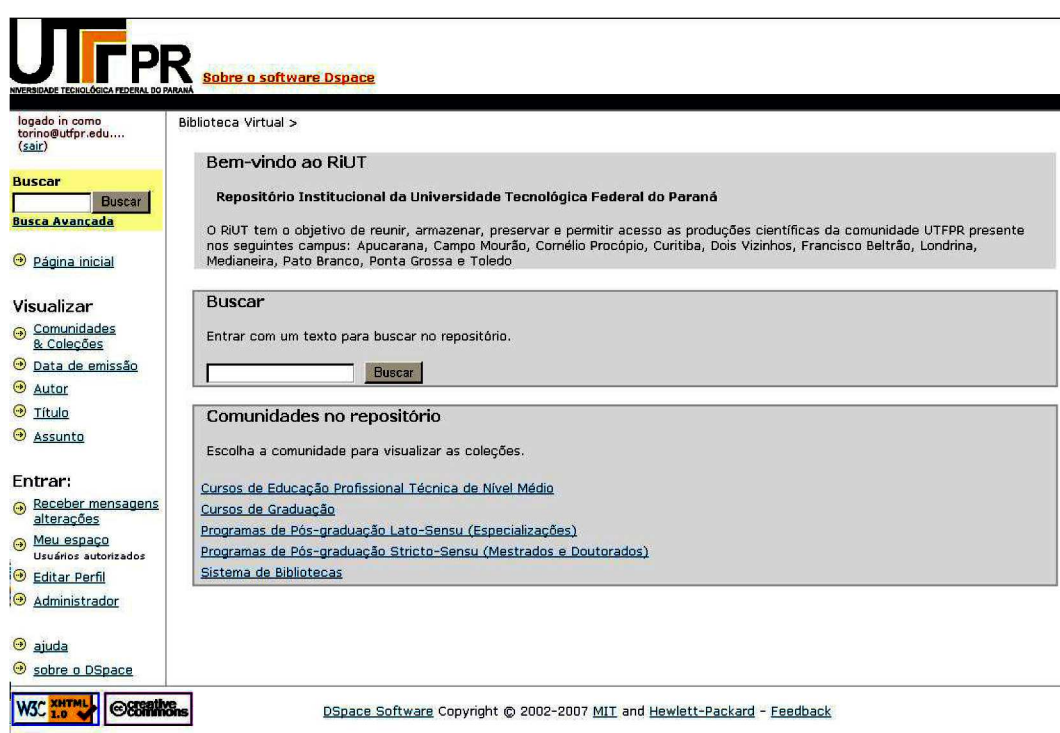 UTFPR
NIVERSIDADE TECNOLÓGICA FEDERAL DO PARANÁ
Sobre o software Dspace
logado in como
torino@utfpr.edu....
(sair)
Buscar
Buscar
Busca Avançada
Página inicial
Visualizar
Comunidades
& Coleções
Data de emissão
Autor
Título
Assunto
Entrar:
Receber mensagens
alterações
Meu espaço
Usuários autorizados
Editar Perfil
Administrador
ajuda
sobre o DSpace
Biblioteca Virtual >
Bem-vindo ao RiUT
Repositório Institucional da Universidade Tecnológica Federal do Paraná
O RiUT tem o objetivo de reunir, armazenar, preservar e permitir acesso as produções científicas da comunidade UTFPR presente
nos seguintes campus: Apucarana, Campo Mourão, Cornélio Procópio, Curitiba, Dois Vizinhos, Francisco Beltrão, Londrina,
Medianeira, Pato Branco, Ponta Grossa e Toledo
Buscar
Entrar com um texto para buscar no repositório.
Buscar
Comunidades no repositório
Escolha a comunidade para visualizar as coleções.
Cursos de Educação Profissional Técnica de Nível Médio
Cursos de Graduação
Programas de Pós-graduação Lato-Sensu (Especializações)
Programas de Pós-graduação Stricto-Sensu (Mestrados e Doutorados)
Sistema de Bibliotecas
W3C XHTML 1.0
cc creative commons
DSpace Software Copyright © 2002-2007 MIT and Hewlett-Packard - Feedback